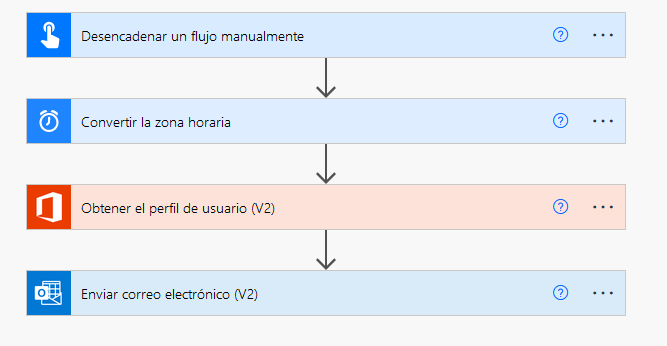 Desencadenar un flujo manualmente
Convertir la zona horaria
Obtener el perfil de usuario (V2)
Enviar correo electrónico (V2)